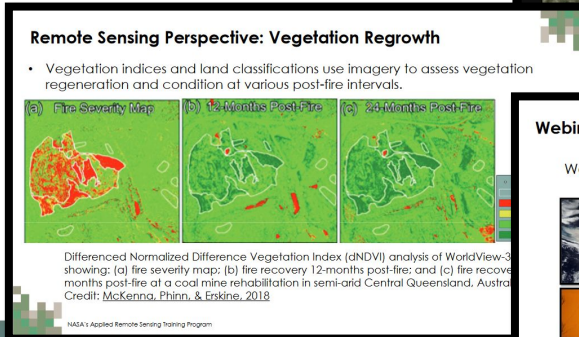 Remote Sensing Perspective: Vegetation Regrowth
• Vegetation indices and land classifications use imagery to assess vegetation
regeneration and condition at various post-fire intervals.
(a) Fire Severity Map
(b) 12-Months Post-Fire
(c) 24-Months Post-Fire
Differenced Normalized Difference Vegetation Index (dNDVI) analysis of WorldView-3
showing: (a) fire severity map; (b) fire recovery 12-months post-fire; and (c) fire recove
months post-fire at a coal mine rehabilitation in semi-arid Central Queensland, Austral
Credit: McKenna, Phinn, & Erskine, 2018
NASA's Applied Remote Sensing Training Program
Webin